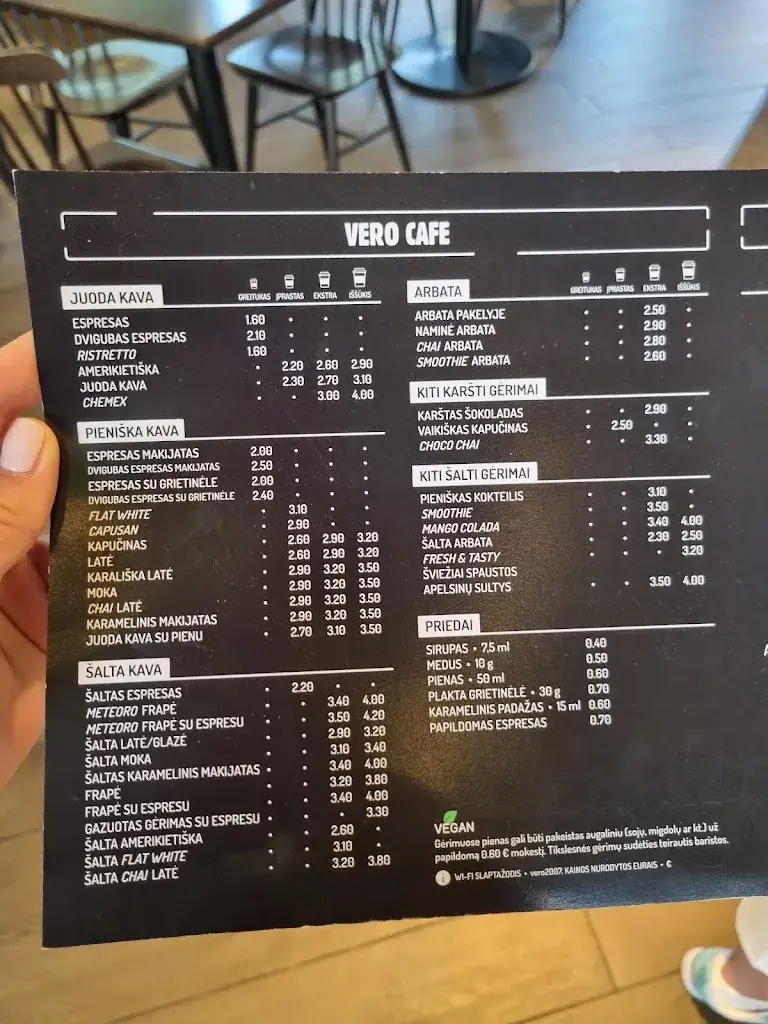 VERO CAFE
JUODA KAVA GREITUKAS ĮPRASTAS EKSTRA IŠŠŪKIS
ESPRESAS 1.60 • • •
DVIGUBAS ESPRESAS 2.10 • • •
RISTRETTO 1.60 • • •
AMERIKIETIŠKA • 2.20 2.60 2.90
JUODA KAVA • 2.30 2.70 3.10
CHEMEX • • 3.00 4.00
PIENIŠKA KAVA
ESPRESAS MAKIJATAS 2.00 • • •
DVIGUBAS ESPRESAS MAKIJATAS 2.50 • • •
ESPRESAS SU GRIETINĖLE 2.00 • • •
DVIGUBAS ESPRESAS SU GRIETINĖLE 2.40 • • •
FLAT WHITE • 3.10 • •
CAPUSAN • 2.90 • •
KAPUČINAS • 2.60 2.90 3.20
LATĖ • 2.60 2.90 3.20
KARALIŠKA LATĖ • 2.90 3.20 3.50
MOKA • 2.90 3.20 3.50
CHAI LATĖ • 2.90 3.20 3.50
KARAMELINIS MAKIJATAS • 2.90 3.20 3.50
JUODA KAVA SU PIENU • 2.70 3.10 3.50
ŠALTA KAVA
ŠALTAS ESPRESAS • 2.20 • •
METEORO FRAPĖ • • 3.40 4.00
METEORO FRAPĖ SU ESPRESU • • 3.50 4.20
ŠALTA LATĖ/GLAZĖ • • 2.90 3.20
ŠALTA MOKA • • 3.10 3.40
ŠALTAS KARAMELINIS MAKIJATAS • • 3.40 4.00
FRAPĖ • • 3.20 3.80
FRAPĖ SU ESPRESU • • 3.40 4.00
GAZUOTAS GĖRIMAS SU ESPRESU • • • 3.30
ŠALTA AMERIKIETIŠKA • • 2.60 •
ŠALTA FLAT WHITE • • 3.10 •
ŠALTA CHAI LATĖ • • 3.20 3.80
ARBATA GREITUKAS ĮPRASTAS EKSTRA IŠŠŪKIS
ARBATA PAKELYJE • • 2.50 •
NAMINĖ ARBATA • • 2.90 •
CHAI ARBATA • • 2.80 •
SMOOTHIE ARBATA • • 2.60 •
KITI KARŠTI GĖRIMAI
KARŠTAS ŠOKOLADAS • • 2.90 •
VAIKIŠKAS KAPUČINAS • 2.50 • •
CHOCO CHAI • • 3.30 •
KITI ŠALTI GĖRIMAI
PIENIŠKAS KOKTEILIS • • 3.10 •
SMOOTHIE • • 3.50 •
MANGO COLADA • • 3.40 4.00
ŠALTA ARBATA • • 2.30 2.50
FRESH & TASTY • • • 3.20
ŠVIEŽIAI SPAUSTOS
APELSINŲ SULTYS • • 3.50 4.00
PRIEDAI
SIRUPAS • 7,5 ml 0.40
MEDUS • 10 g 0.50
PIENAS • 50 ml 0.60
PLAKTA GRIETINĖLĖ • 30 g 0.70
KARAMELINIS PADAŽAS • 15 ml 0.60
PAPILDOMAS ESPRESAS 0.70
VEGAN
Gėrimuose pienas gali būti pakeistas augaliniu (sojų, migdolų ar kt.) už
papildomą 0.60 € mokestį. Tikslesnės gėrimų sudėties teirautis baristos.
i WI-FI SLAPTAŽODIS • vero2007. KAINOS NURODYTOS EURAIS • €